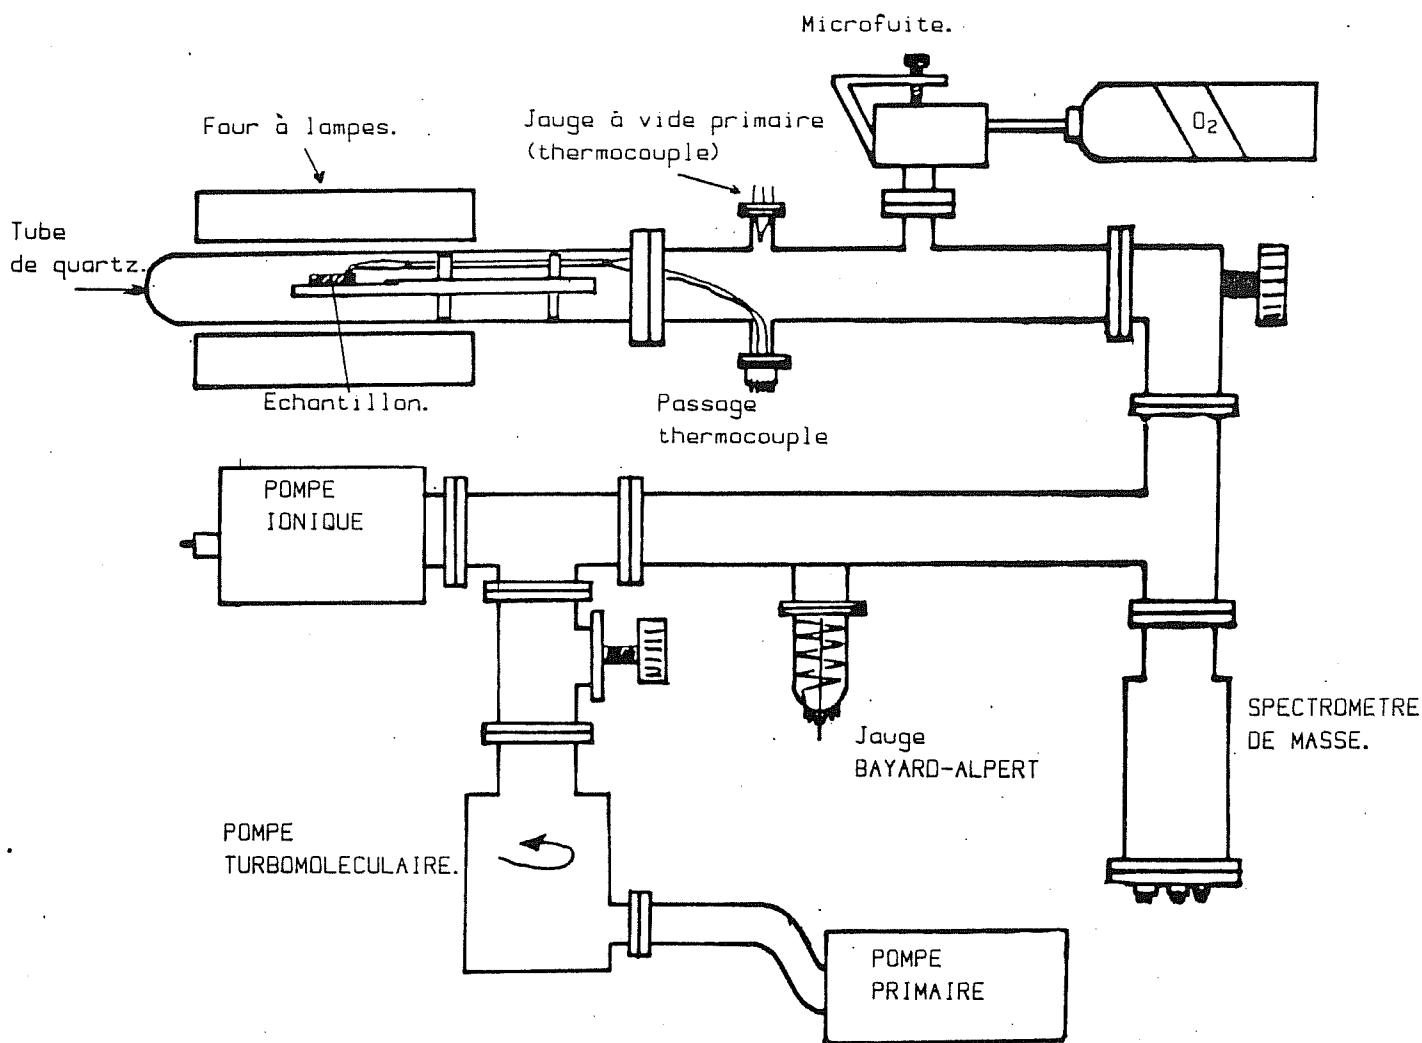 Microfuite.
Jauge à vide primaire
(thermocouple)
Four à lampes.
O2
Tube
de quartz.
Echantillon.
Passage
thermocouple
POMPE
IONIQUE
Jauge
BAYARD-ALPERT
SPECTROMETRE
DE MASSE.
POMPE
TURBOMOLECULAIRE.
POMPE
PRIMAIRE